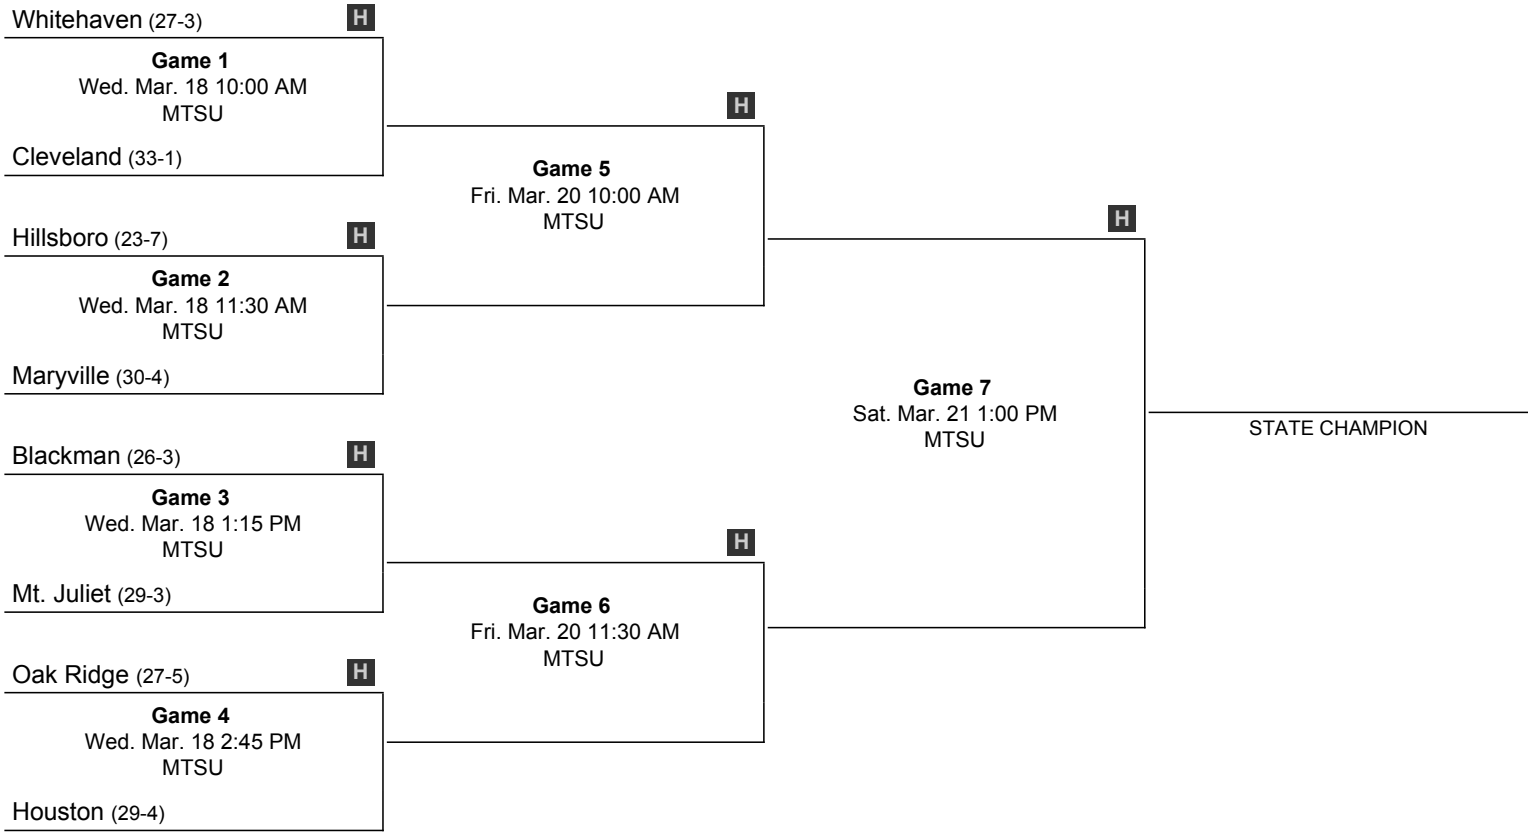 Whitehaven (27-3) H
Game 1
Wed. Mar. 18 10:00 AM
MTSU
Cleveland (33-1)
Hillsboro (23-7) H
Game 2
Wed. Mar. 18 11:30 AM
MTSU
Maryville (30-4)
Blackman (26-3) H
Game 3
Wed. Mar. 18 1:15 PM
MTSU
Mt. Juliet (29-3)
Oak Ridge (27-5) H
Game 4
Wed. Mar. 18 2:45 PM
MTSU
Houston (29-4)
H
Game 5
Fri. Mar. 20 10:00 AM
MTSU
H
Game 6
Fri. Mar. 20 11:30 AM
MTSU
H
Game 7
Sat. Mar. 21 1:00 PM
MTSU
STATE CHAMPION